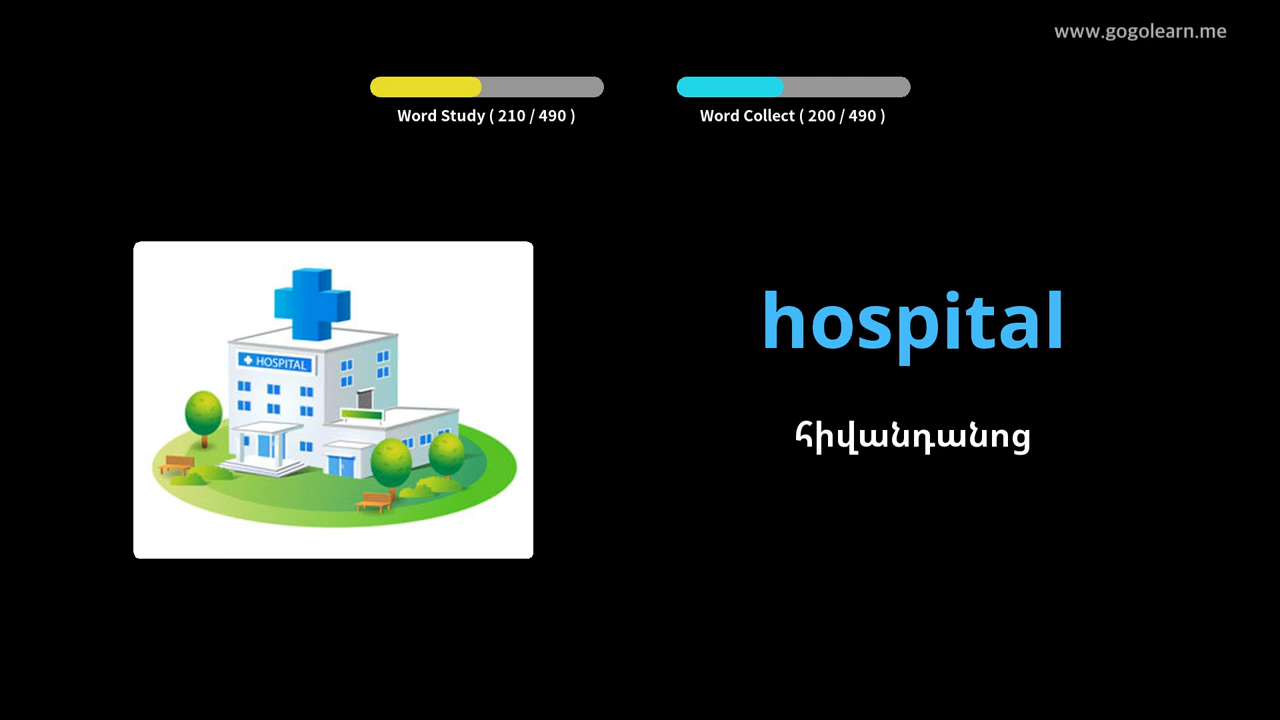 www.gogolearn.me
Word Study ( 210 / 490 )
Word Collect ( 200 / 490 )
HOSPITAL
hospital
հիվանդանոց